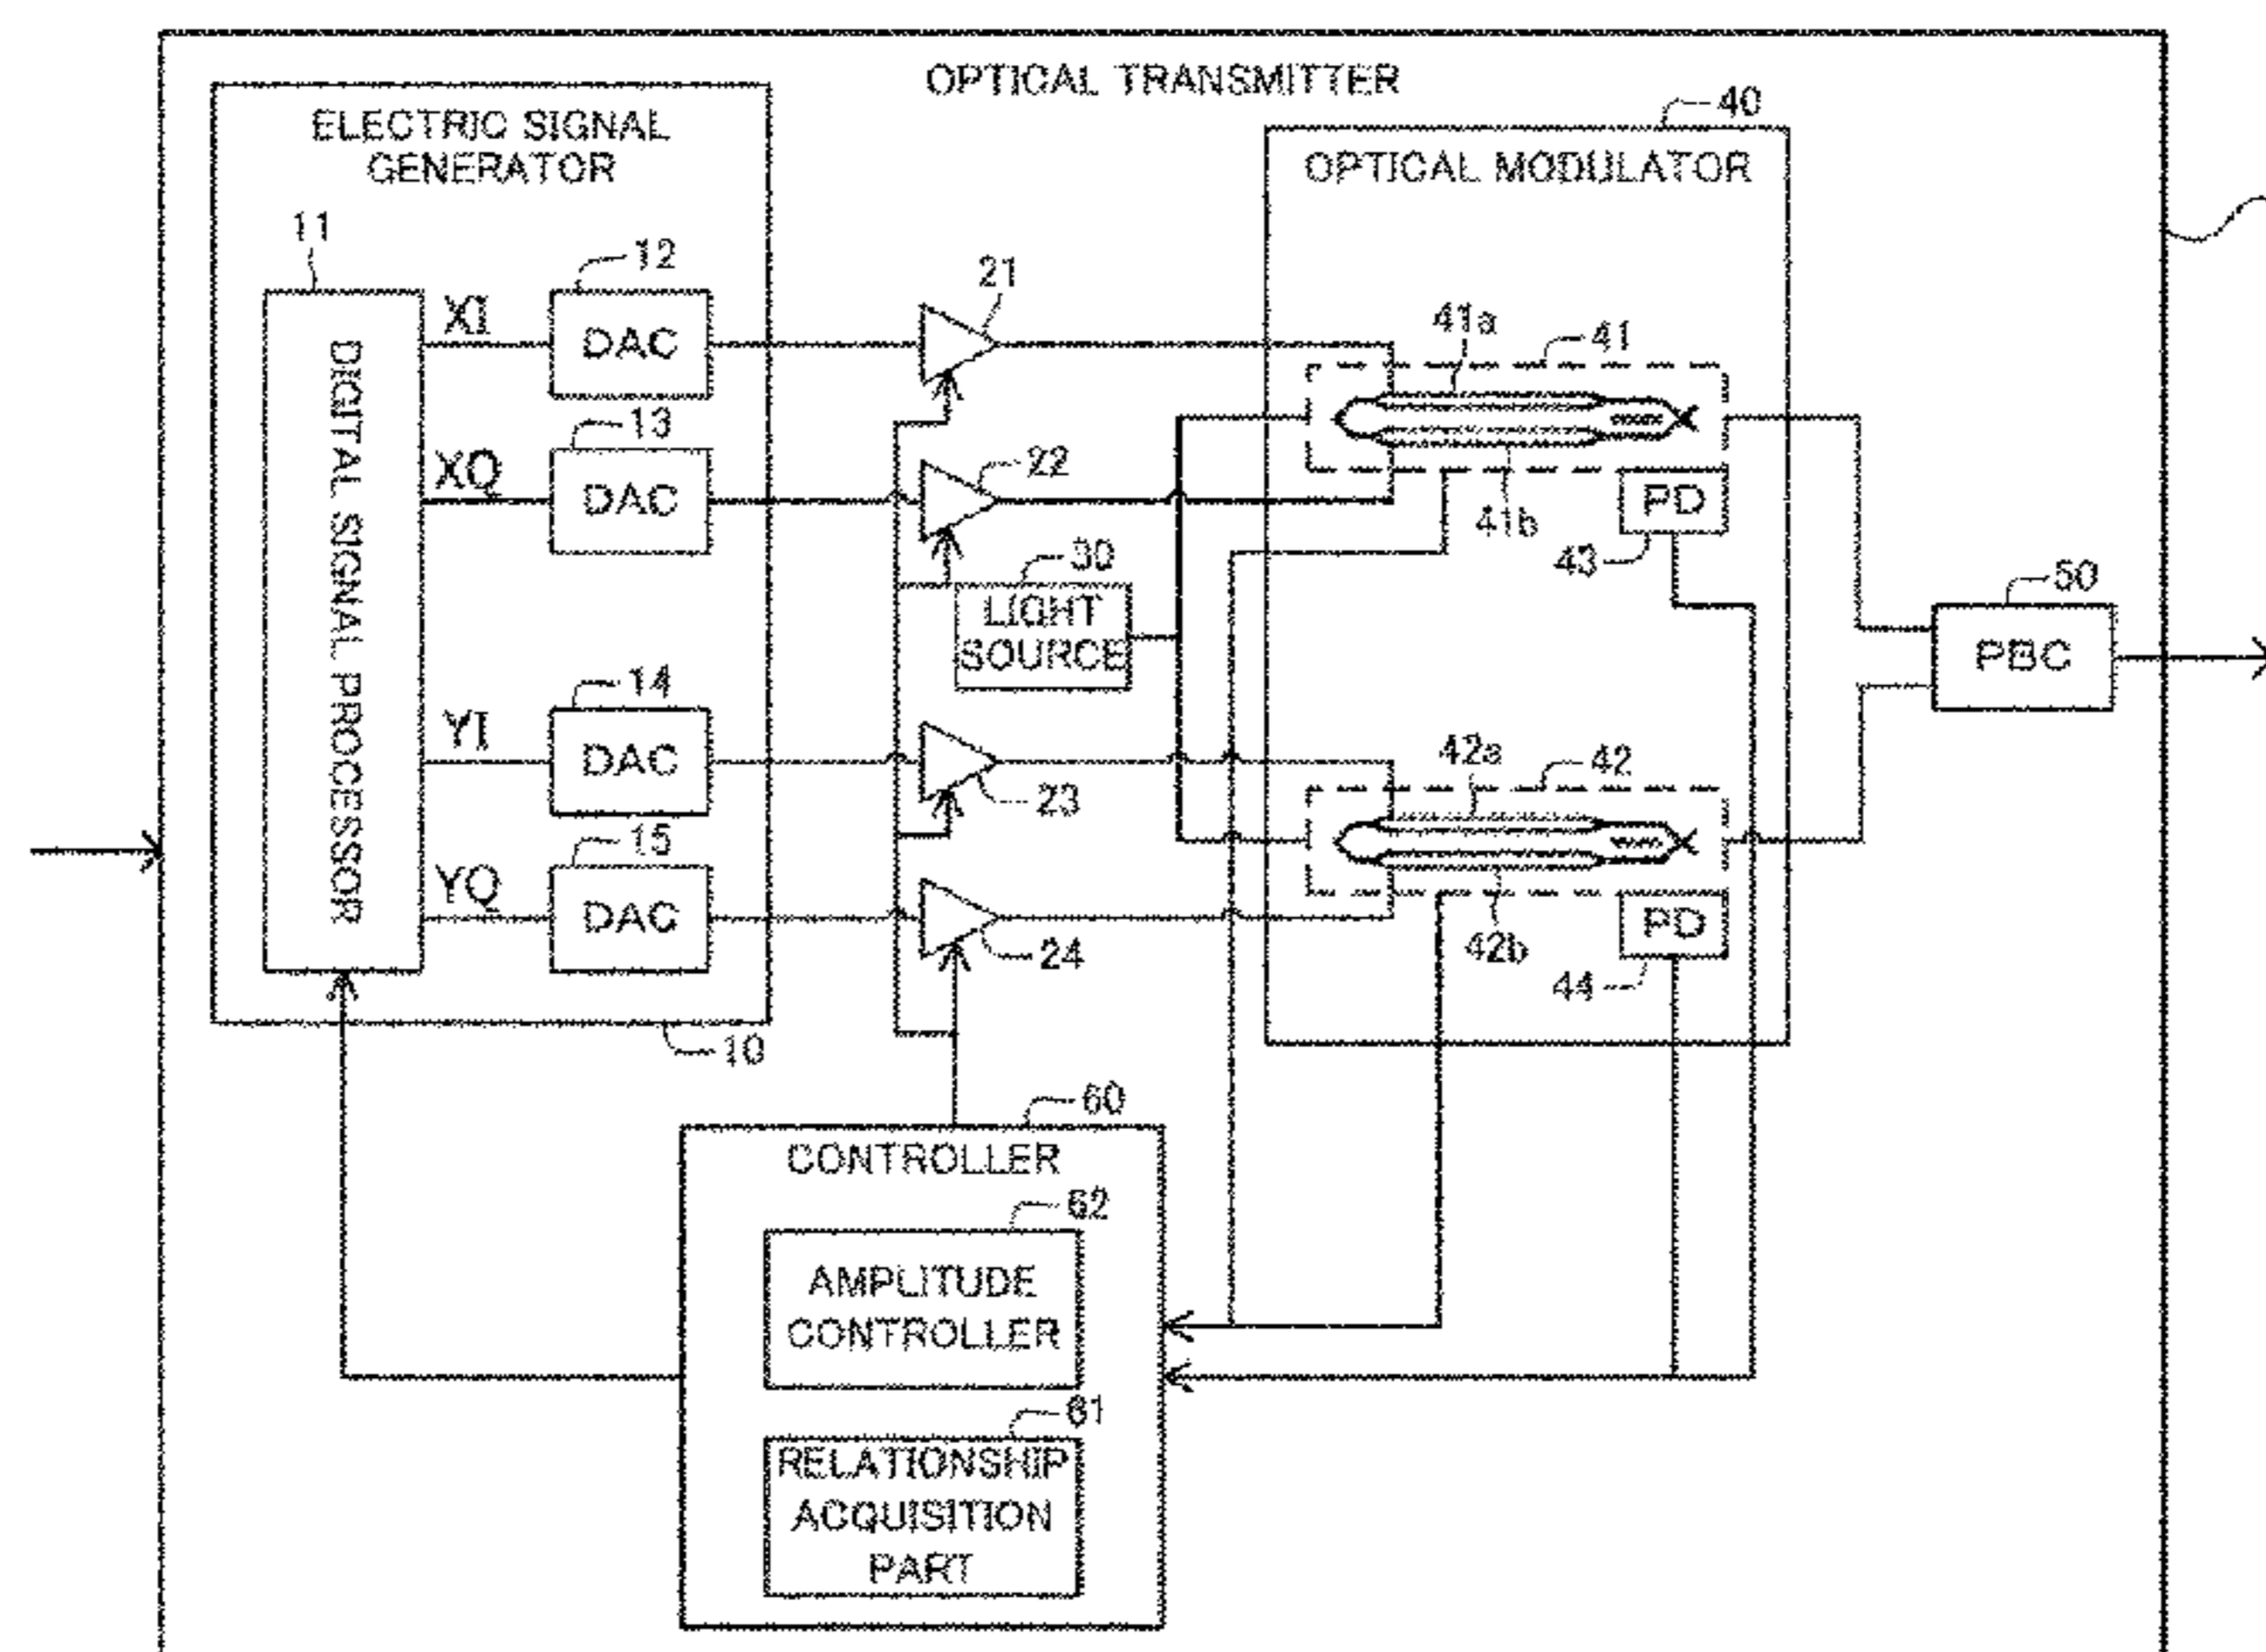 OPTICAL TRANSMITTER
ELECTRIC SIGNAL
GENERATOR
40
OPTICAL MODULATOR
11
DIGITAL SIGNAL PROCESSOR
XI
12
DAC
21
41a
41
XQ
13
DAC
22
41b
PD
43
30
LIGHT
SOURCE
50
PBC
YI
14
DAC
23
42a
42
YQ
15
DAC
24
42b
PD
44
10
60
CONTROLLER
62
AMPLITUDE
CONTROLLER
61
RELATIONSHIP
ACQUISITION
PART